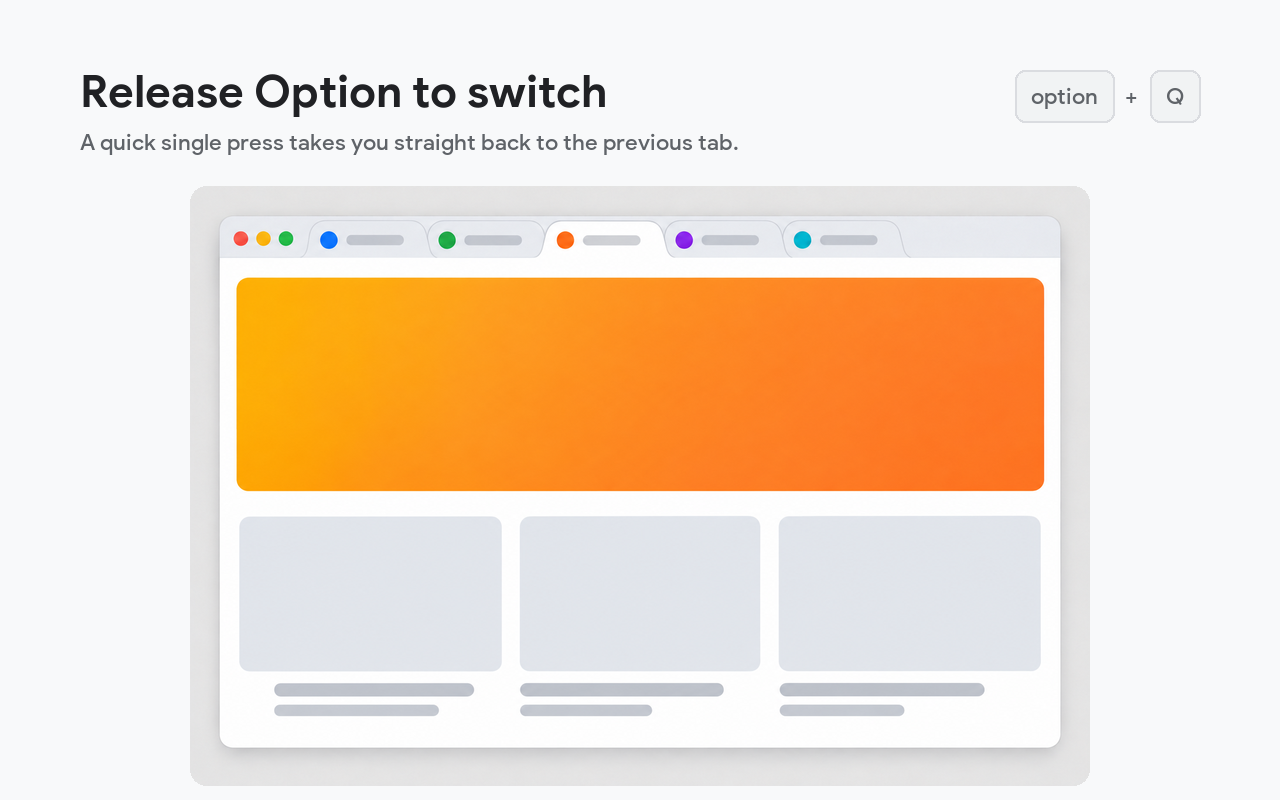 Release Option to switch
option + Q
A quick single press takes you straight back to the previous tab.